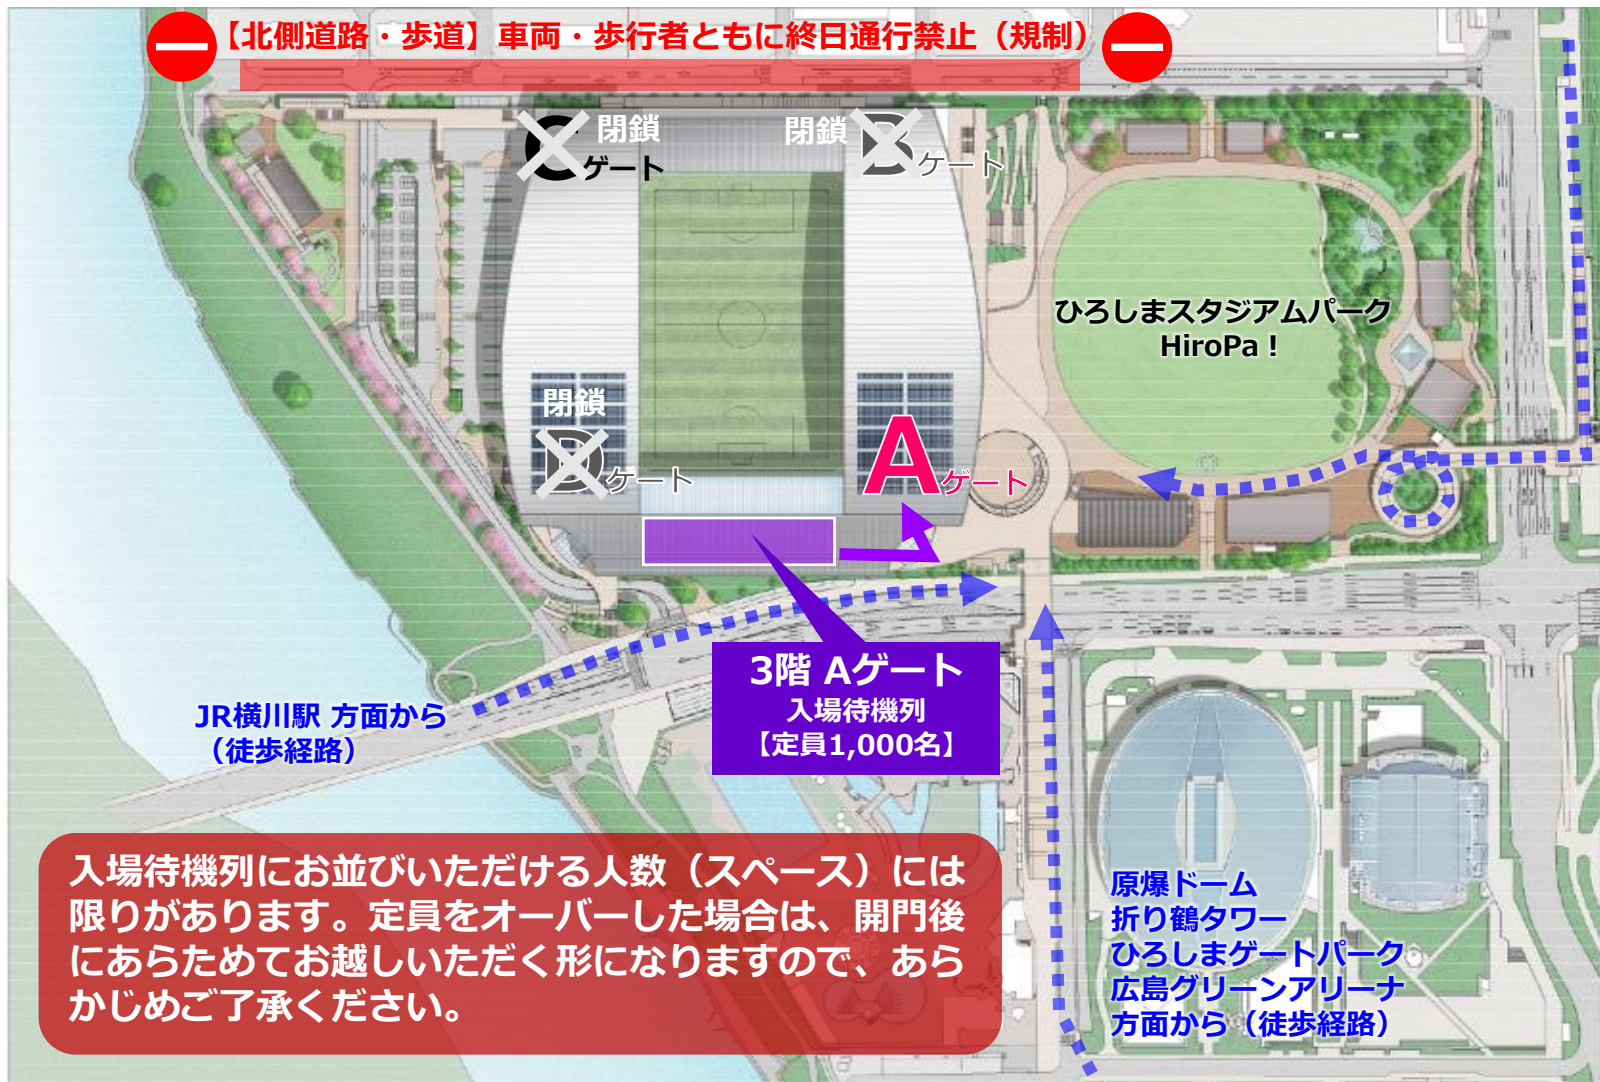 【北側道路・歩道】車両・歩行者ともに終日通行禁止（規制）
C 閉鎖
ゲート
閉鎖 B
ゲート
ひろしまスタジアムパーク
HiroPa！
閉鎖
D ゲート
A ゲート
3階 Aゲート
入場待機列
【定員1,000名】
JR横川駅 方面から
（徒歩経路）
入場待機列にお並びいただける人数（スペース）には
限りがあります。定員をオーバーした場合は、開門後
にあらためてお越しいただく形になりますので、あら
かじめご了承ください。
原爆ドーム
折り鶴タワー
ひろしまゲートパーク
広島グリーンアリーナ
方面から（徒歩経路）